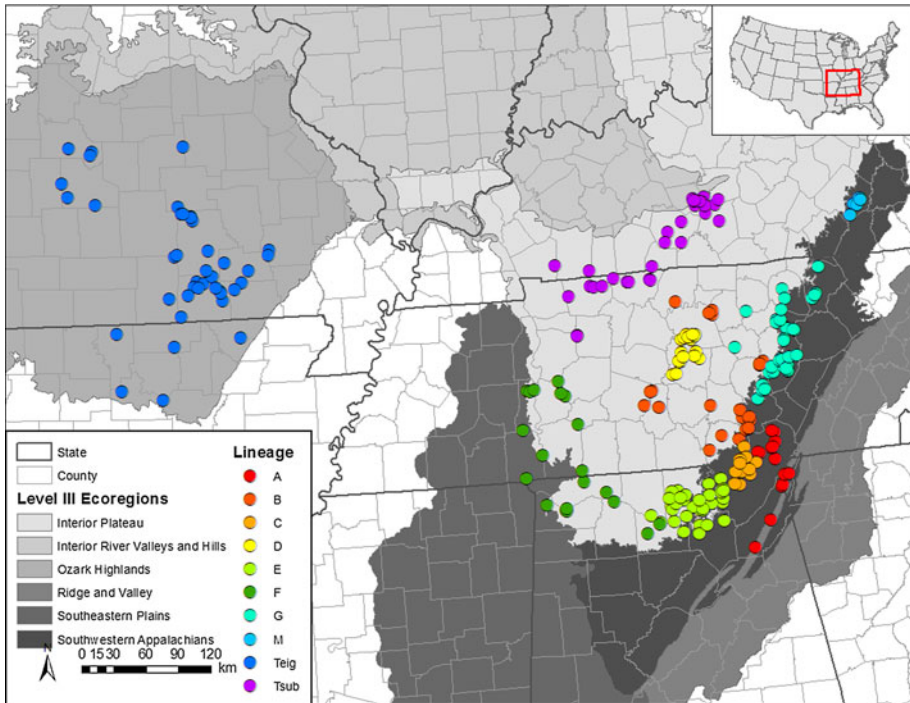 State
County
Level III Ecoregions
Interior Plateau
Interior River Valleys and Hills
Ozark Highlands
Ridge and Valley
Southeastern Plains
Southwestern Appalachians
N
0 15 30 60 90 120
km
Lineage
A
B
C
D
E
F
G
M
Teig
Tsub